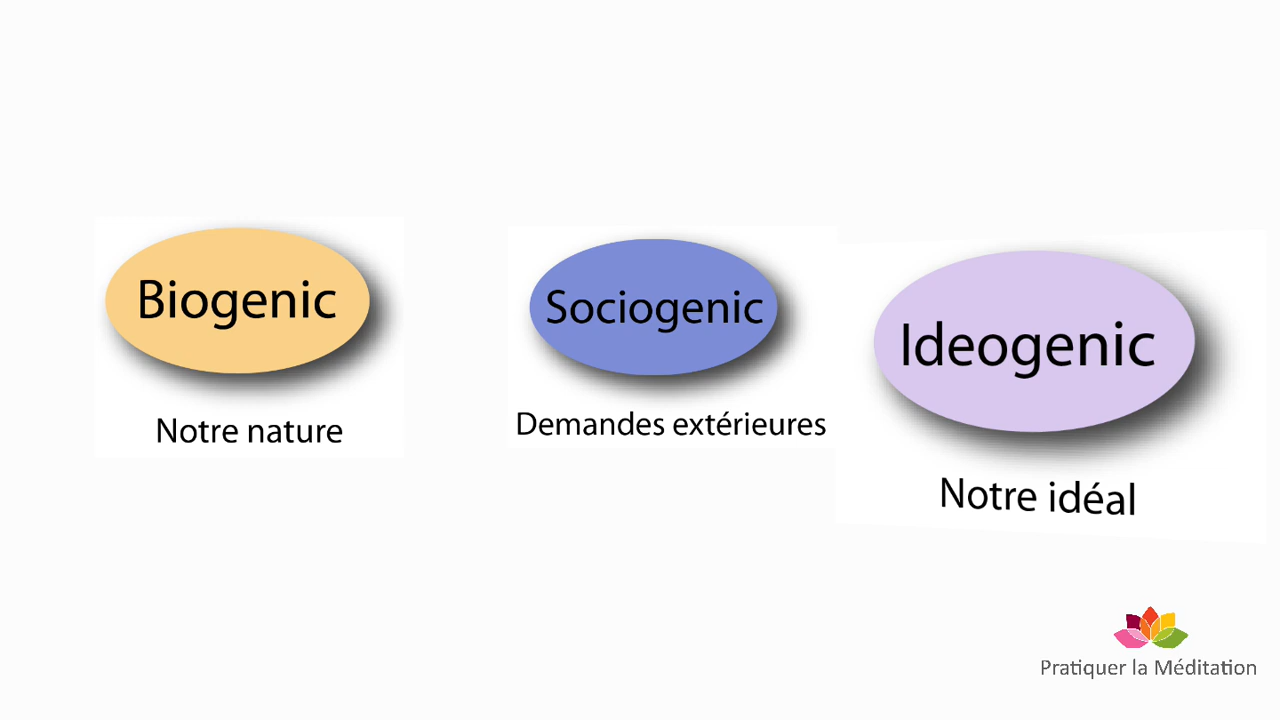 Biogenic
Notre nature
Sociogenic
Demandes extérieures
Ideogenic
Notre idéal
Pratiquer la Méditation